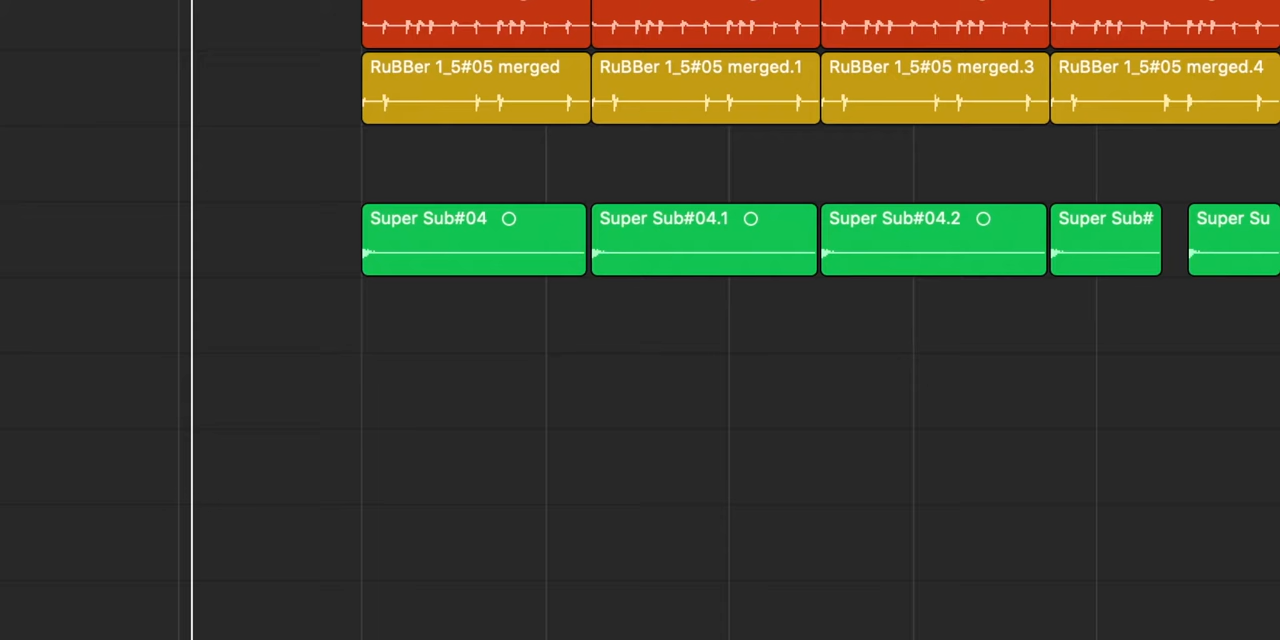 RuBBer 1_5#05 merged
RuBBer 1_5#05 merged.1
RuBBer 1_5#05 merged.3
RuBBer 1_5#05 merged.4
Super Sub#04
Super Sub#04.1
Super Sub#04.2
Super Sub#
Super Su